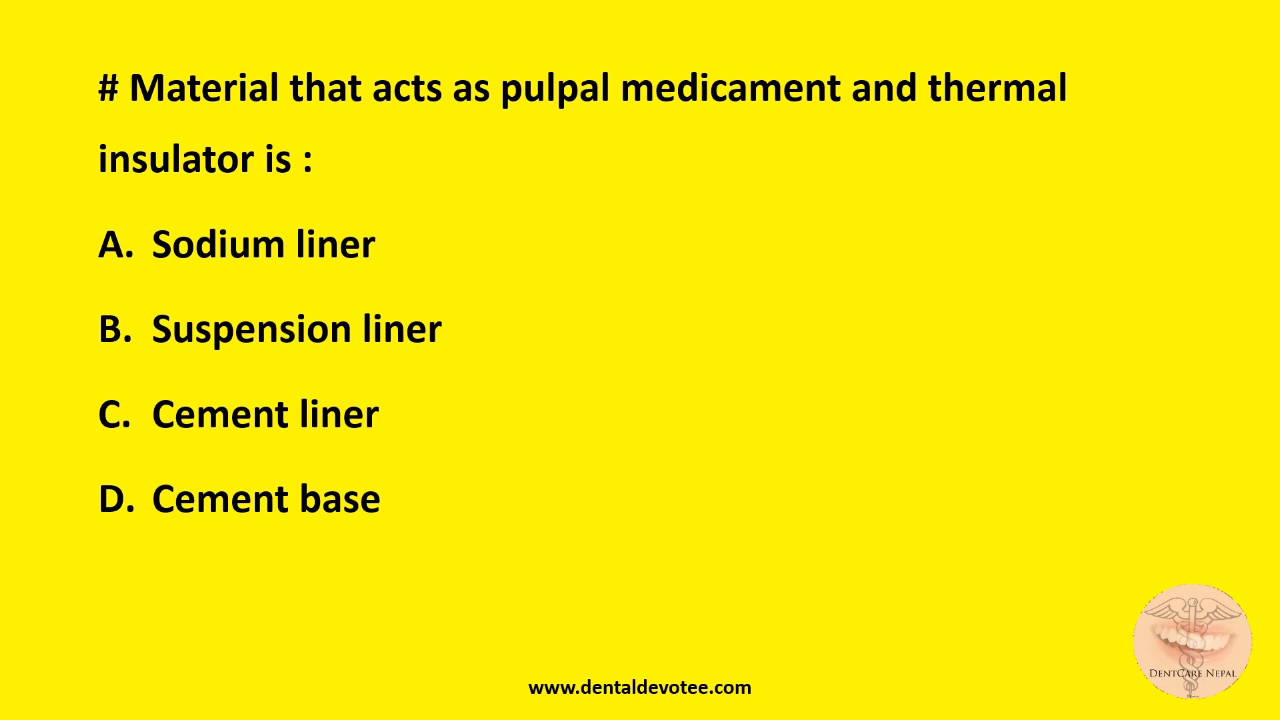 # Material that acts as pulpal medicament and thermal
insulator is :
A. Sodium liner
B. Suspension liner
C. Cement liner
D. Cement base
DENTCARE NEPAL
www.dentaldevotee.com